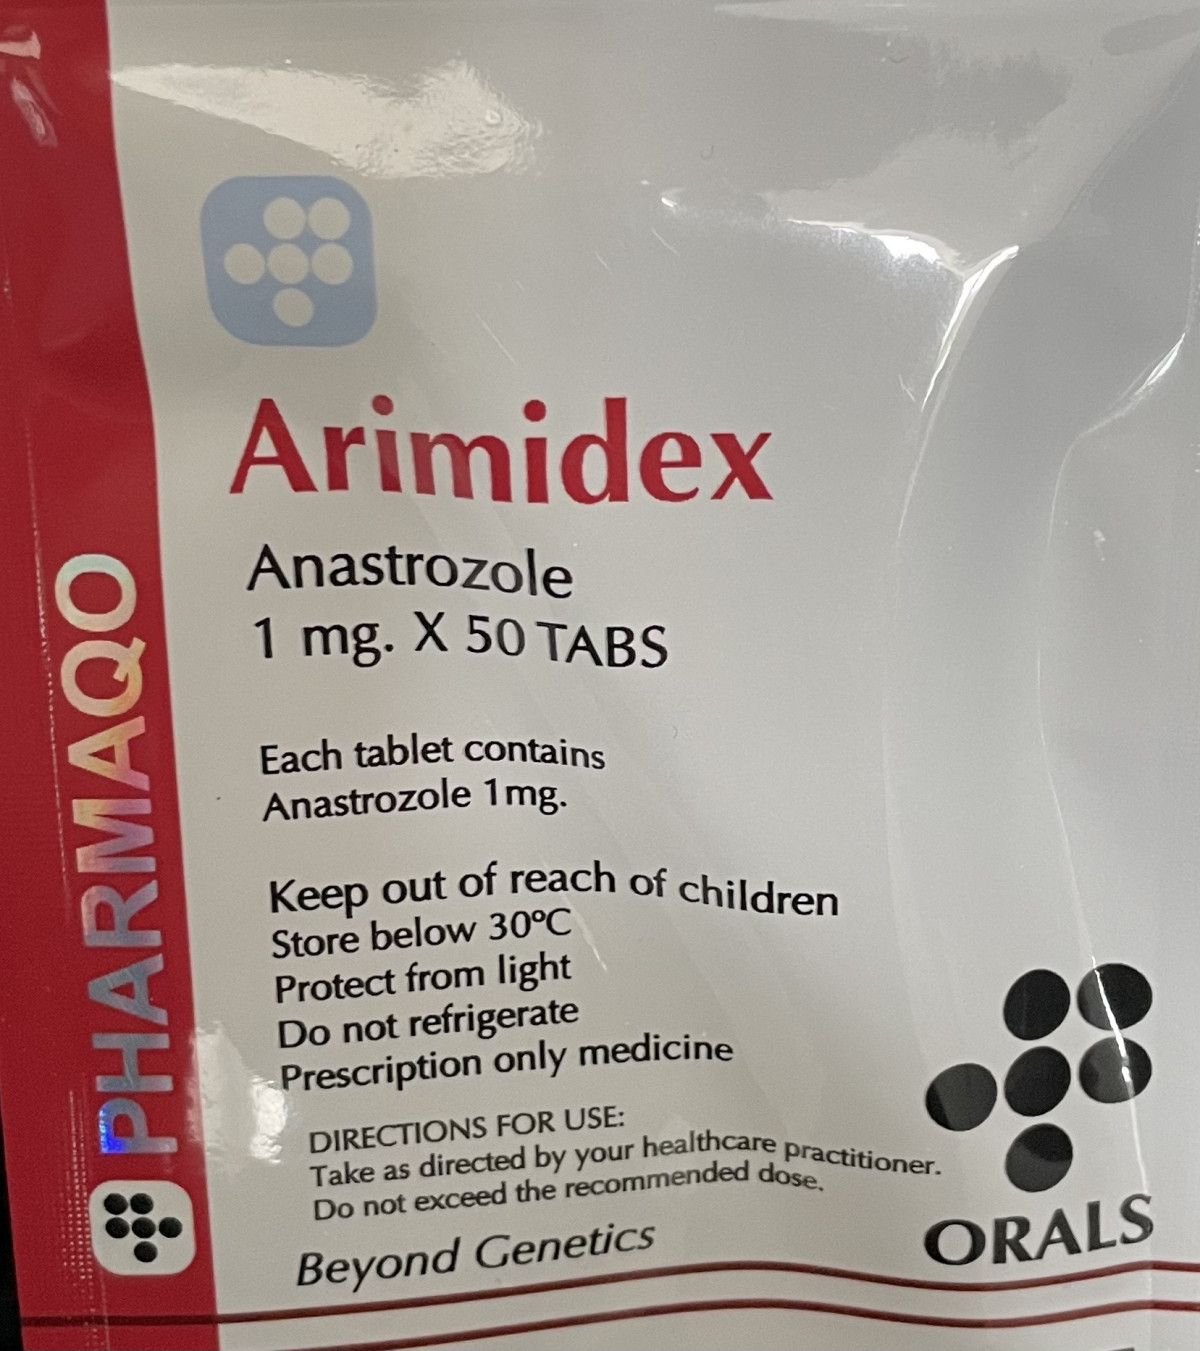 Arimidex
Anastrozole
1 mg. X 50 TABS
Each tablet contains
Anastrozole 1mg.
Keep out of reach of children
Store below 30ºC
Protect from light
Do not refrigerate
Prescription only medicine
DIRECTIONS FOR USE:
Take as directed by your healthcare practitioner.
Do not exceed the recommended dose.
Beyond Genetics
ORALS
PHARMAQO